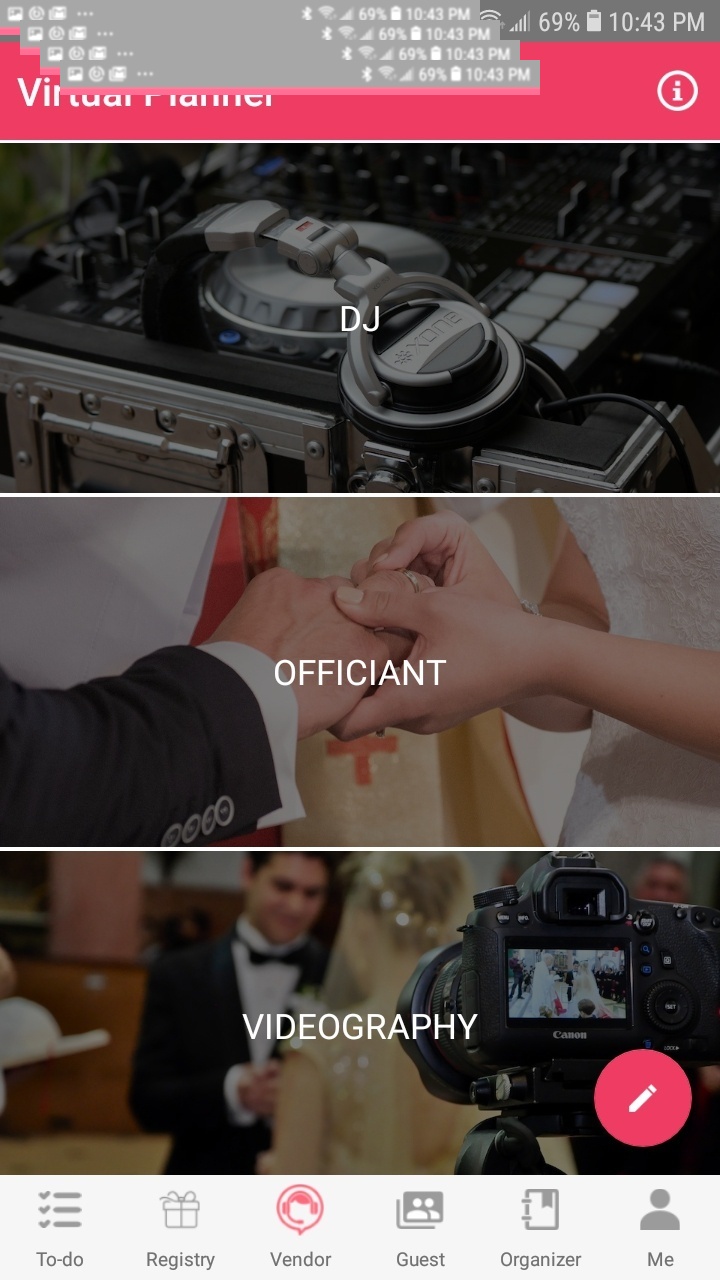 69% 10:43 PM
69% 10:43 PM
69% 10:43 PM
69% 10:43 PM
69% 10:43 PM
Virtual Planner
DJ
XONE
OFFICIANT
VIDEOGRAPHY
Canon
To-do
Registry
Vendor
Guest
Organizer
Me